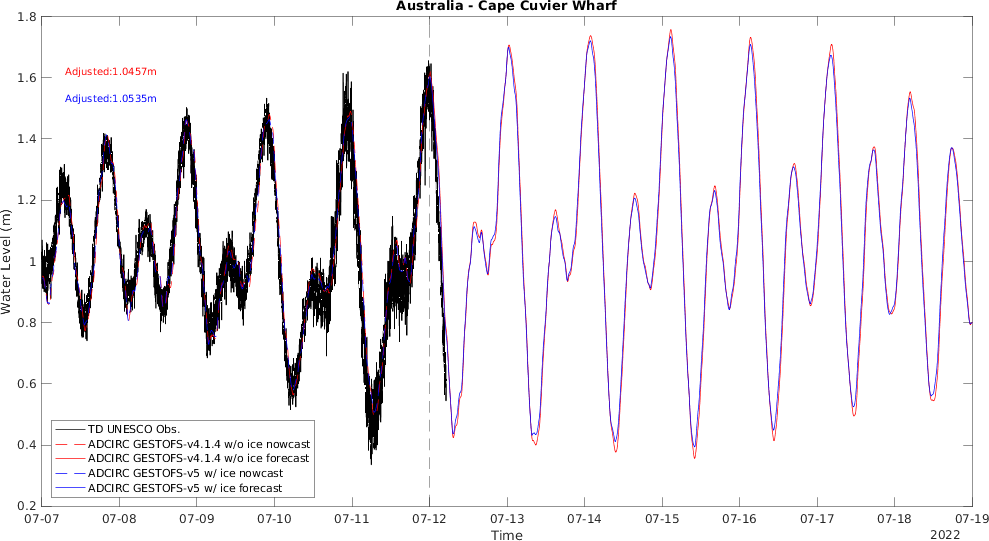 Australia - Cape Cuvier Wharf
1.8
1.6
1.4
1.2
1
0.8
0.6
0.4
0.2
Water Level (m)
Adjusted:1.0457m
Adjusted:1.0535m
TD UNESCO Obs.
ADCIRC GESTOFS-v4.1.4 w/o ice nowcast
ADCIRC GESTOFS-v4.1.4 w/o ice forecast
ADCIRC GESTOFS-v5 w/ ice nowcast
ADCIRC GESTOFS-v5 w/ ice forecast
07-07 07-08 07-09 07-10 07-11 07-12 07-13 07-14 07-15 07-16 07-17 07-18 07-19
Time
2022